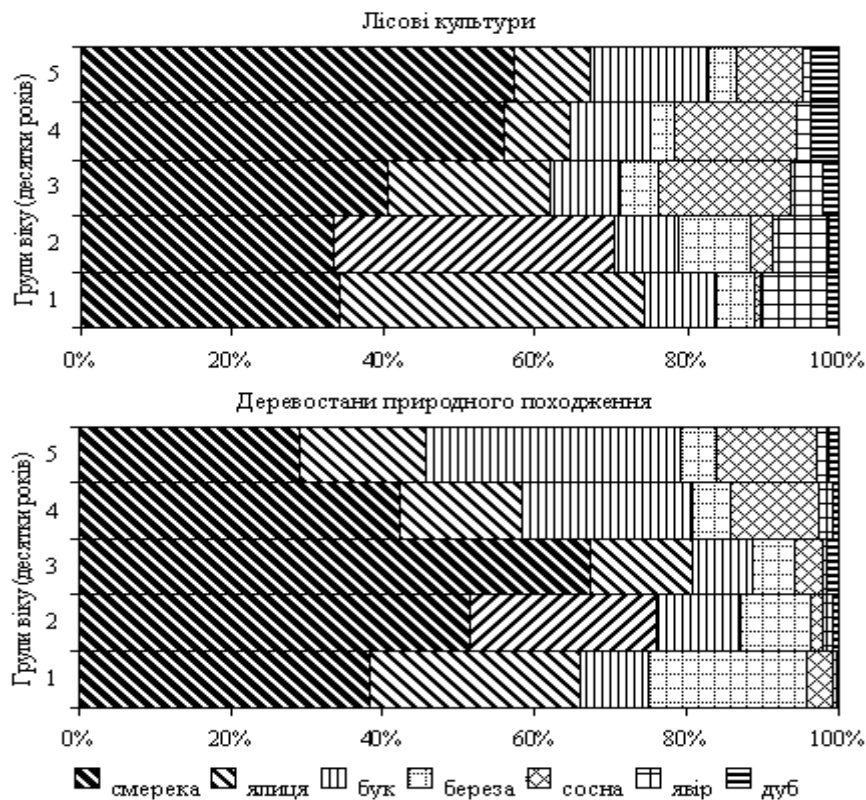 Лісові культури
Групи віку (десятки років)
5
4
3
2
1
0% 20% 40% 60% 80% 100%
Деревостани природного походження
Групи віку (десятки років)
5
4
3
2
1
0% 20% 40% 60% 80% 100%
смерека ялиця бук береза сосна явір дуб